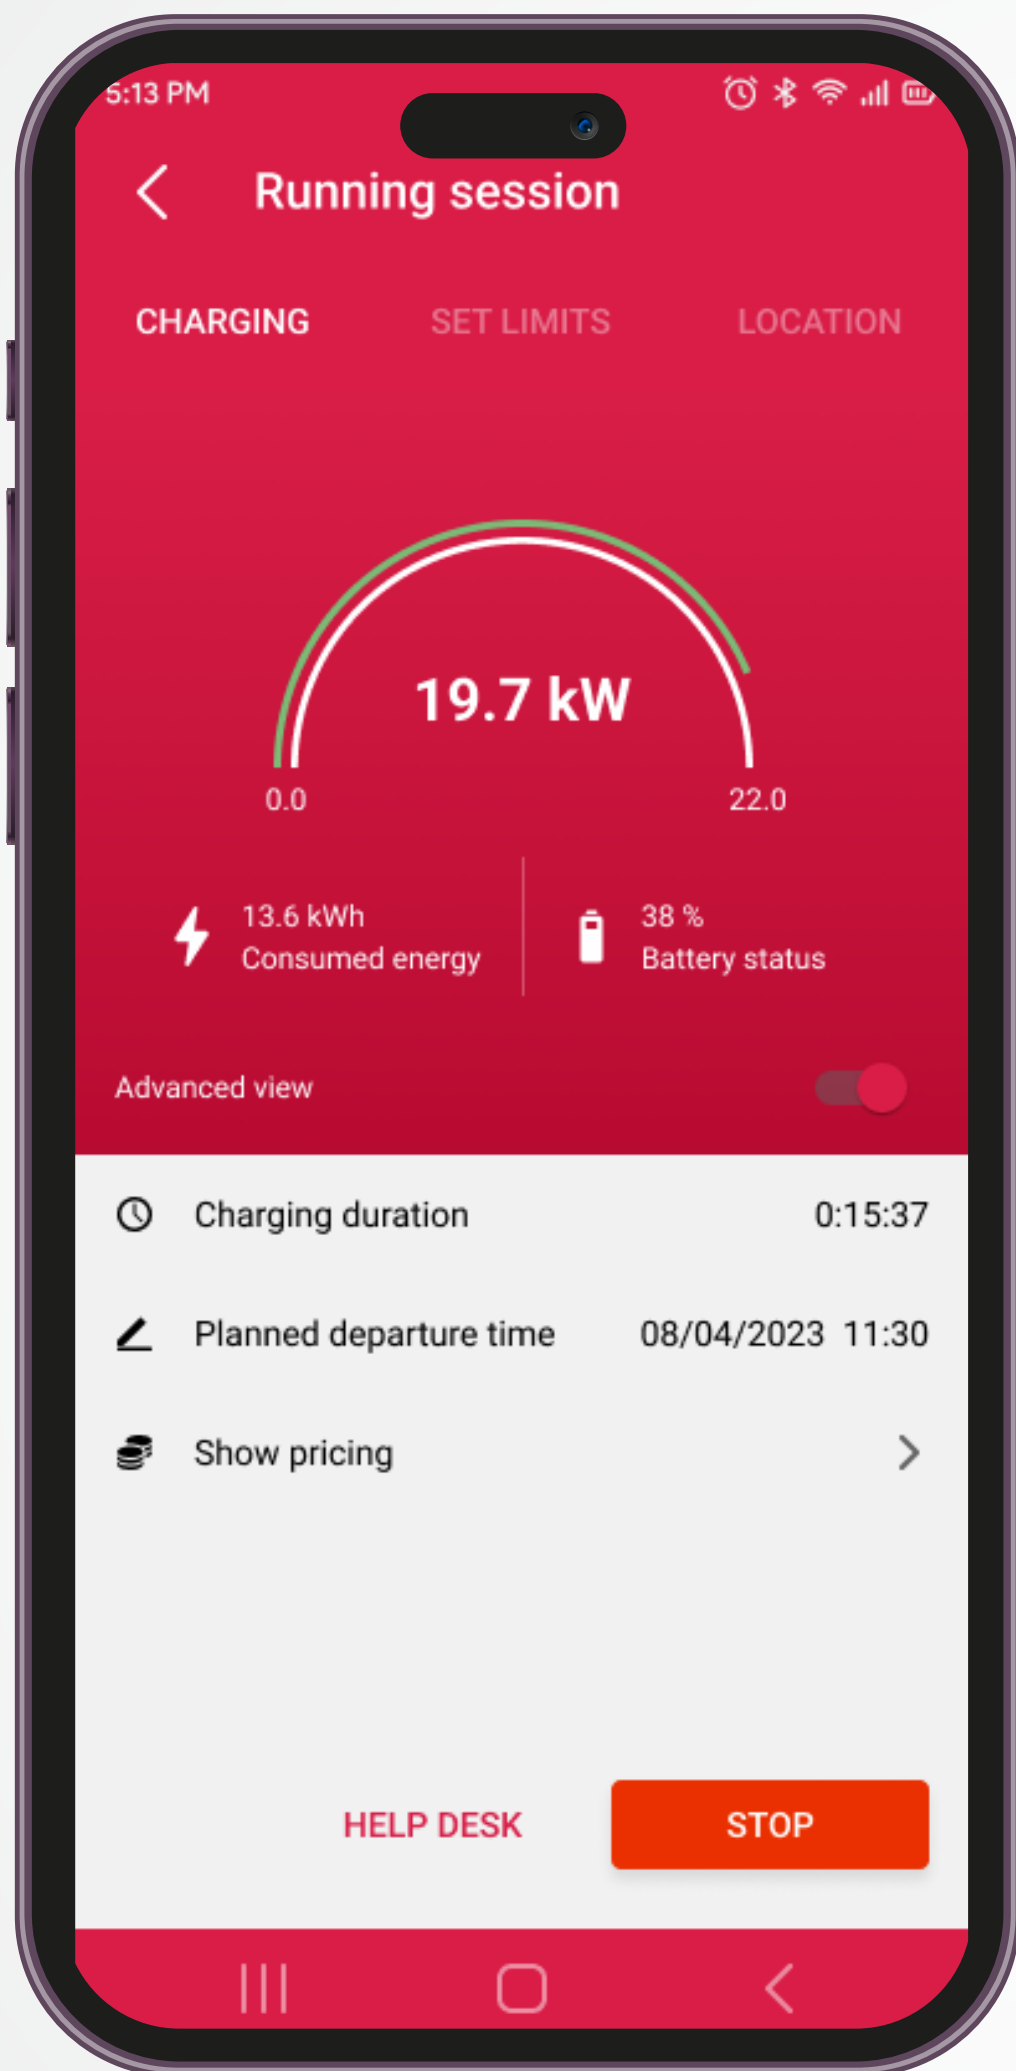 5:13 PM
Running session
CHARGING SET LIMITS LOCATION
19.7 kW
0.0 22.0
13.6 kWh
Consumed energy
38 %
Battery status
Advanced view
Charging duration 0:15:37
Planned departure time 08/04/2023 11:30
Show pricing
HELP DESK STOP